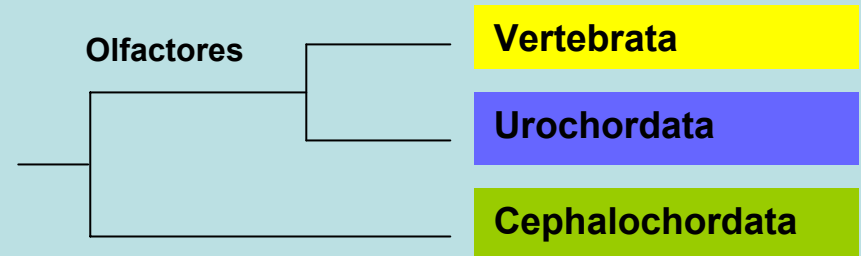 Olfactores
Vertebrata
Urochordata
Cephalochordata